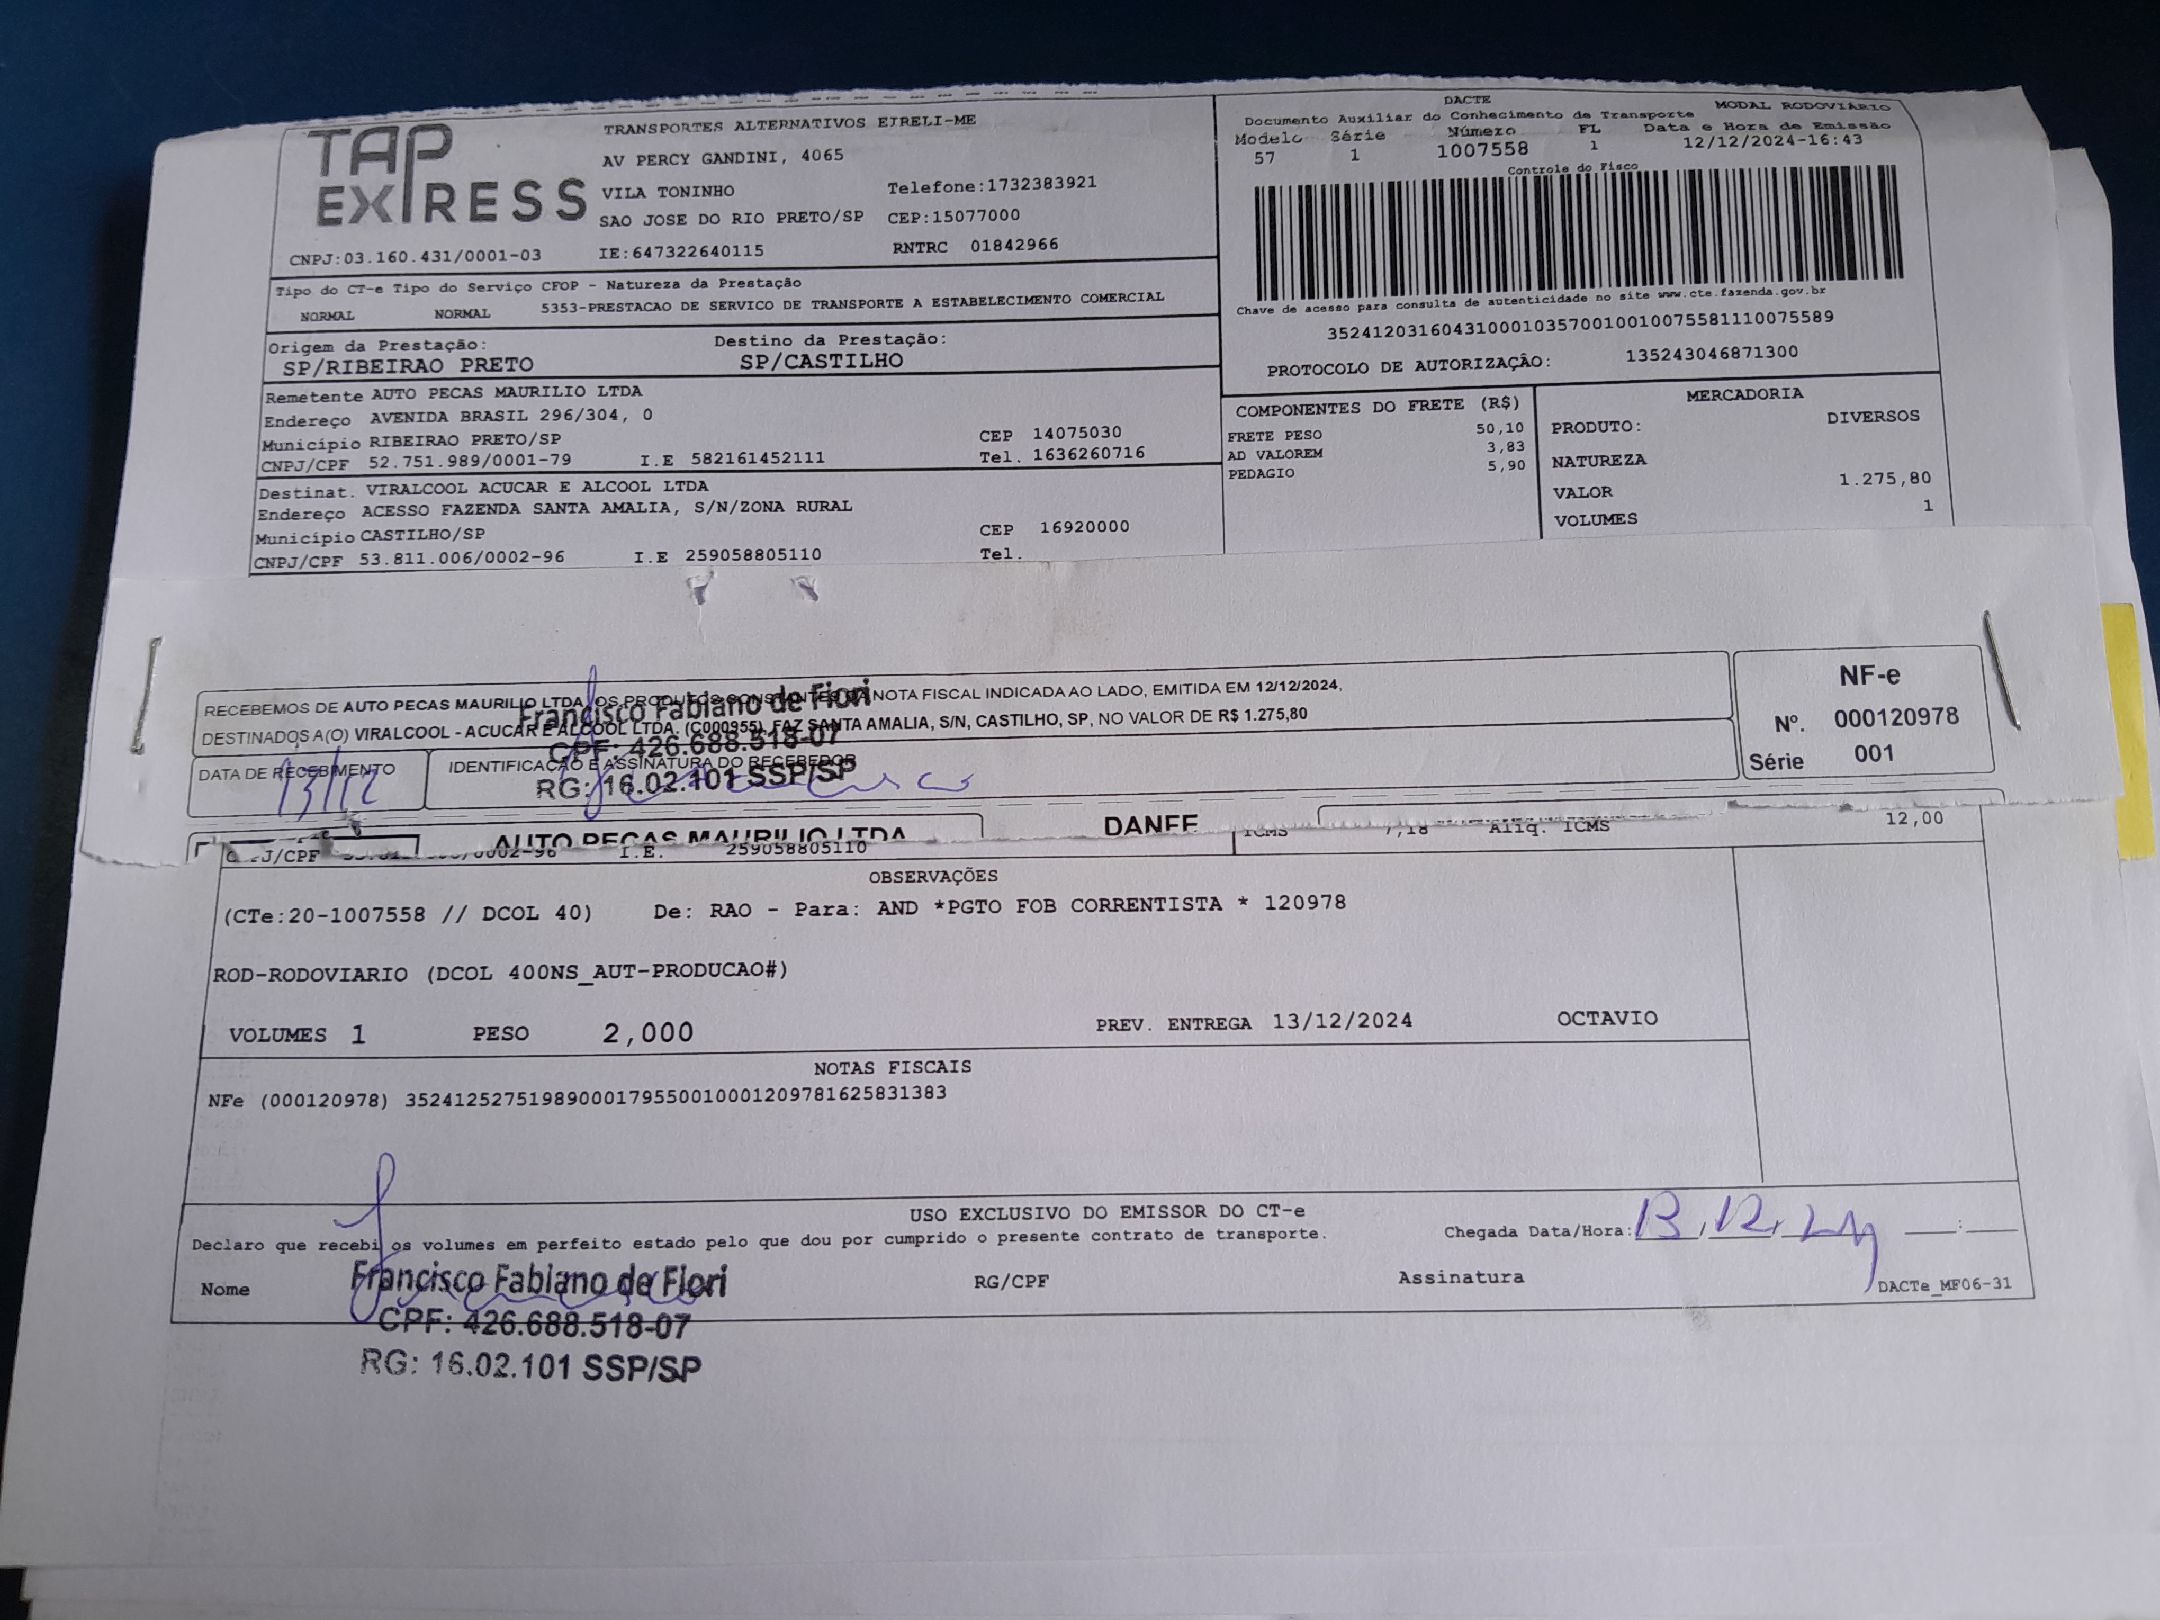 TAP EXPRESS
TRANSPORTES ALTERNATIVOS EIRELI-ME
AV PERCY GANDINI, 4065
VILA TONINHO Telefone:1732383921
SAO JOSE DO RIO PRETO/SP CEP:15077000
CNPJ:03.160.431/0001-03 IE:647322640115 RNTRC 01842966
DACTE MODAL RODOVIÁRIO
Documento Auxiliar do Conhecimento de Transporte
Modelo Série Número FL Data e Hora de Emissão
57 1 1007558 1 12/12/2024-16:43
Controle do Fisco
Chave de acesso para consulta de autenticidade no site www.cte.fazenda.gov.br
35241203160431000103570010010075581110075589
PROTOCOLO DE AUTORIZAÇÃO: 135243046871300
Tipo do CT-e Tipo do Serviço CFOP - Natureza da Prestação
NORMAL NORMAL 5353-PRESTACAO DE SERVICO DE TRANSPORTE A ESTABELECIMENTO COMERCIAL
Origem da Prestação: Destino da Prestação:
SP/RIBEIRAO PRETO SP/CASTILHO
Remetente AUTO PECAS MAURILIO LTDA
Endereço AVENIDA BRASIL 296/304, 0
Município RIBEIRAO PRETO/SP CEP 14075030
CNPJ/CPF 52.751.989/0001-79 I.E 582161452111 Tel. 1636260716
Destinat. VIRALCOOL ACUCAR E ALCOOL LTDA
Endereço ACESSO FAZENDA SANTA AMALIA, S/N/ZONA RURAL
Município CASTILHO/SP CEP 16920000
CNPJ/CPF 53.811.006/0002-96 I.E 259058805110 Tel.
COMPONENTES DO FRETE (R$)
FRETE PESO 50,10
AD VALOREM 3,83
PEDAGIO 5,90
MERCADORIA
PRODUTO: DIVERSOS
NATUREZA
VALOR 1.275,80
VOLUMES 1
RECEBEMOS DE AUTO PECAS MAURILIO LTDA OS PRODUTOS CONSTANTES DA NOTA FISCAL INDICADA AO LADO, EMITIDA EM 12/12/2024,
DESTINADOS A(O) VIRALCOOL - ACUCAR E ALCOOL LTDA. (C000955), FAZ SANTA AMALIA, S/N, CASTILHO, SP, NO VALOR DE R$ 1.275,80
DATA DE RECEBIMENTO IDENTIFICAÇÃO E ASSINATURA DO RECEBEDOR
13/12
Francisco Fabiano de Fiori
CPF: 426.688.518-07
RG: 16.02.101 SSP/SP
NF-e
Nº. 000120978
Série 001
AUTO PECAS MAURILIO LTDA DANFE
ICMS 7,18 Aliq. ICMS 12,00
CNPJ/CPF 0002-96 I.E. 259058805110
OBSERVAÇÕES
(CTe:20-1007558 // DCOL 40) De: RAO - Para: AND *PGTO FOB CORRENTISTA * 120978
ROD-RODOVIARIO (DCOL 400NS_AUT-PRODUCAO#)
VOLUMES 1 PESO 2,000 PREV. ENTREGA 13/12/2024 OCTAVIO
NOTAS FISCAIS
NFe (000120978) 35241252751989000179550010001209781625831383
USO EXCLUSIVO DO EMISSOR DO CT-e
Declaro que recebi os volumes em perfeito estado pelo que dou por cumprido o presente contrato de transporte. Chegada Data/Hora: 13, 12, 24 __:__
Nome RG/CPF Assinatura DACTe_MF06-31
Francisco Fabiano de Fiori
CPF: 426.688.518-07
RG: 16.02.101 SSP/SP